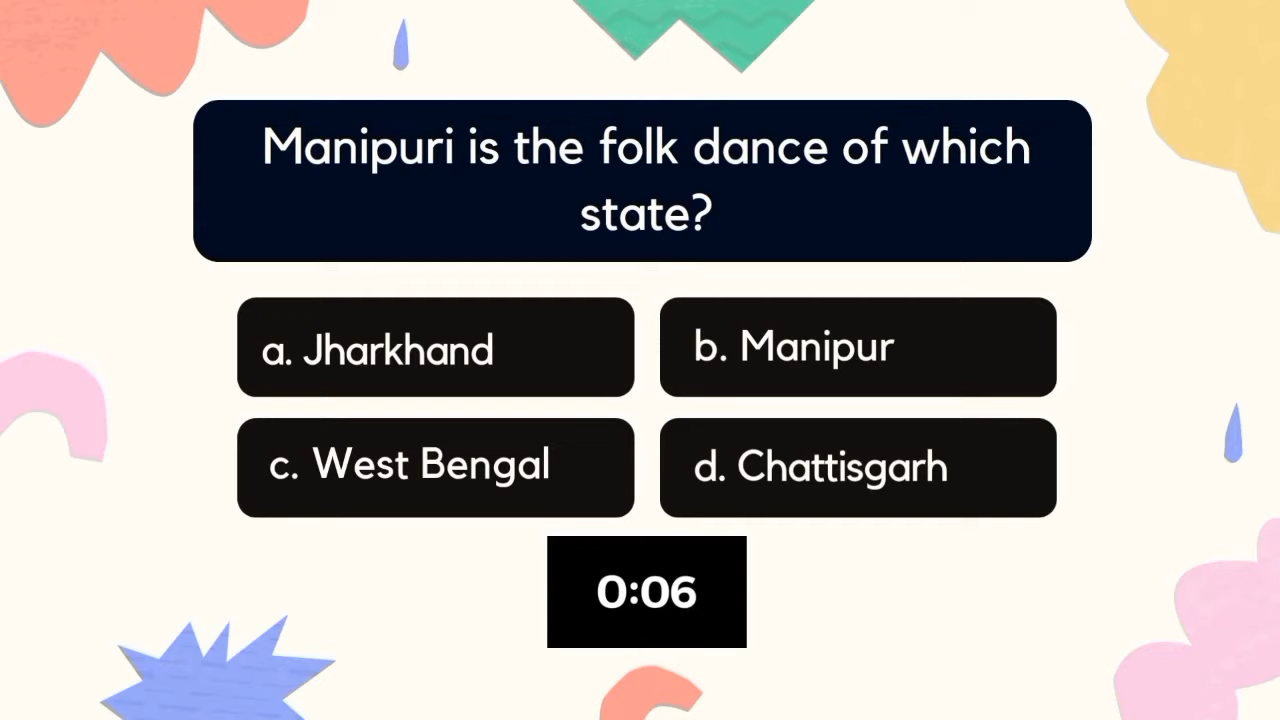 Manipuri is the folk dance of which
state?
a. Jharkhand
b. Manipur
c. West Bengal
d. Chattisgarh
0:06